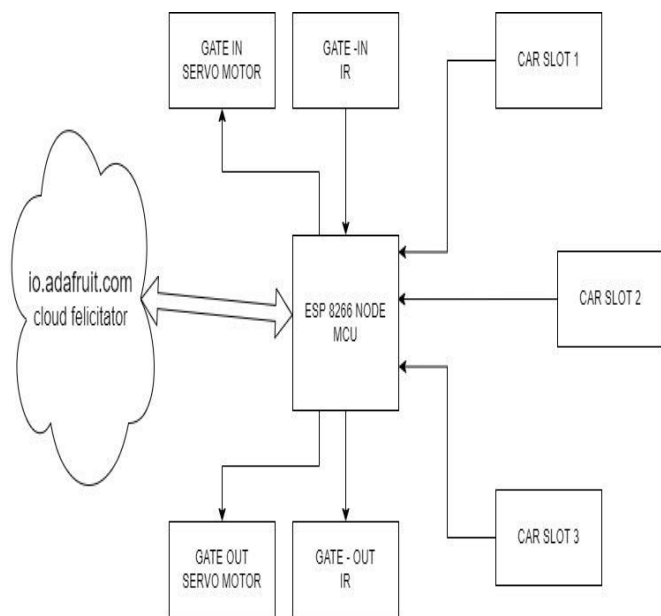 GATE IN
SERVO MOTOR
GATE -IN
IR
CAR SLOT 1
io.adafruit.com
cloud felicitator
ESP 8266 NODE
MCU
CAR SLOT 2
GATE OUT
SERVO MOTOR
GATE - OUT
IR
CAR SLOT 3